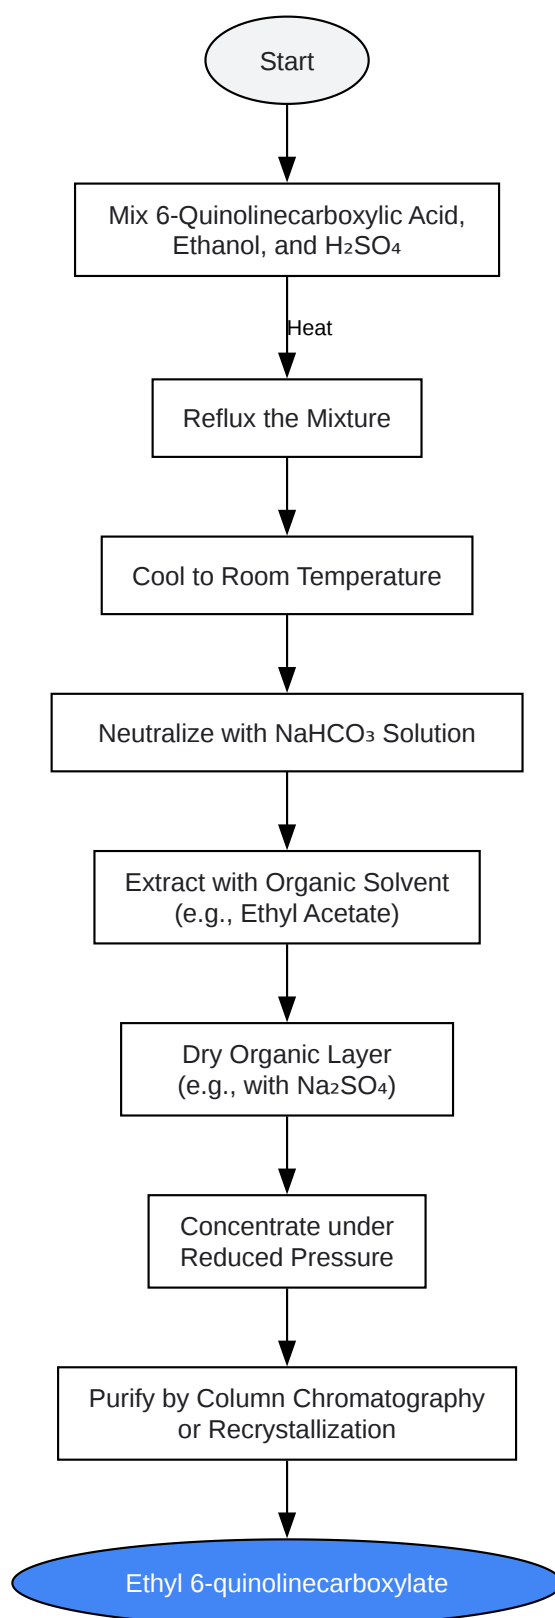 Start
Mix 6-Quinolinecarboxylic Acid,
Ethanol, and H₂SO₄
Heat
Reflux the Mixture
Cool to Room Temperature
Neutralize with NaHCO₃ Solution
Extract with Organic Solvent
(e.g., Ethyl Acetate)
Dry Organic Layer
(e.g., with Na₂SO₄)
Concentrate under
Reduced Pressure
Purify by Column Chromatography
or Recrystallization
Ethyl 6-quinolinecarboxylate